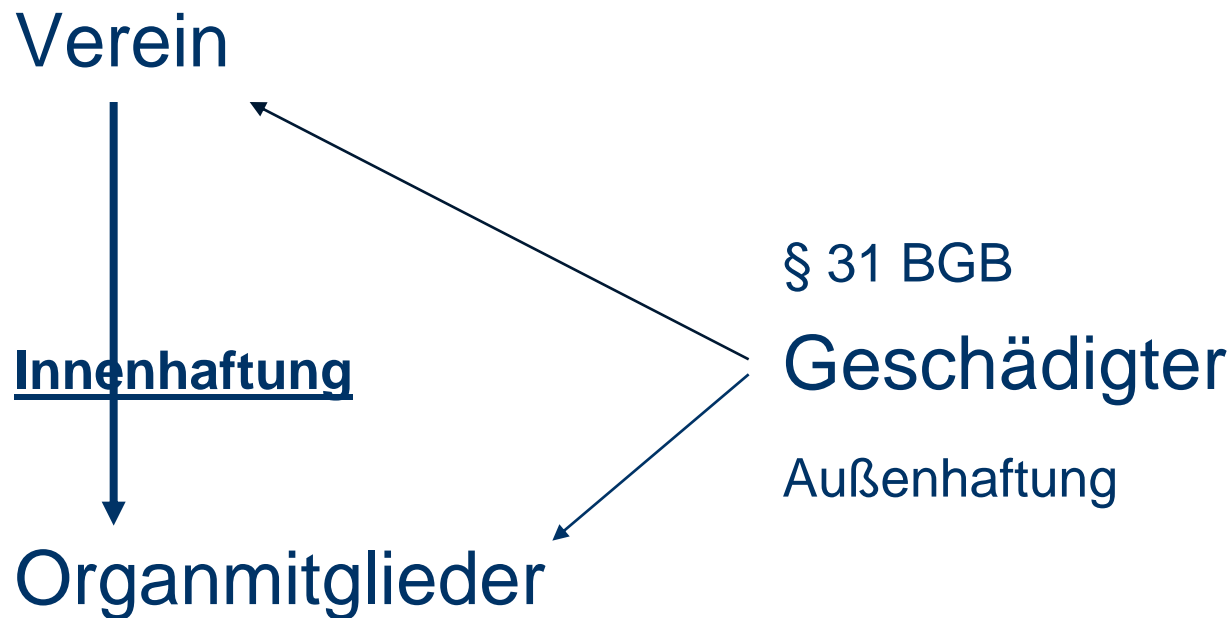 Verein
§ 31 BGB
Innenhaftung
Geschädigter
Außenhaftung
Organmitglieder